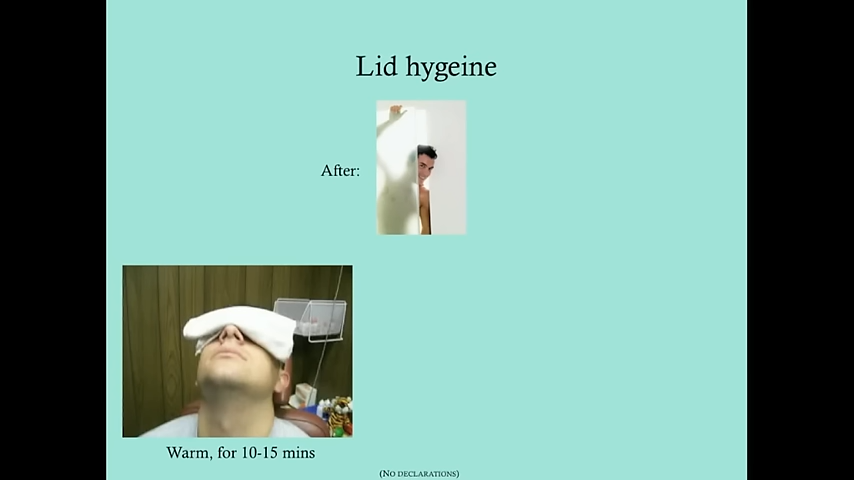 Lid hygeine
After:
Warm, for 10-15 mins
(NO DECLARATIONS)